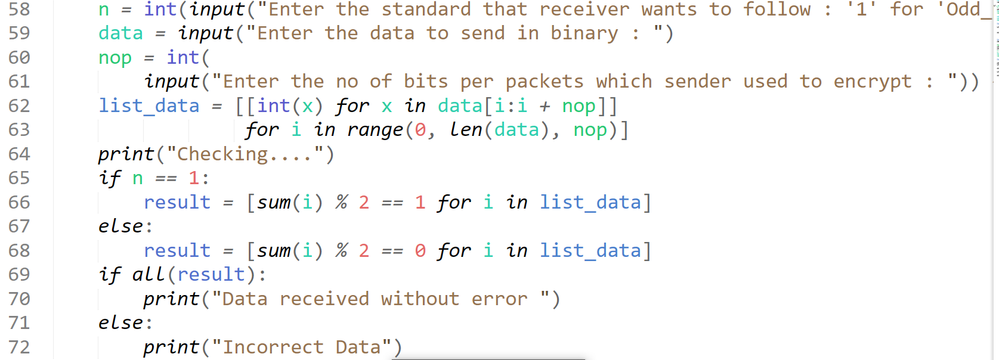 58 n = int(input("Enter the standard that receiver wants to follow : '1' for 'Odd_
59 data = input("Enter the data to send in binary : ")
60 nop = int(
61 input("Enter the no of bits per packets which sender used to encrypt : "))
62 list_data = [[int(x) for x in data[i:i + nop]]
63 for i in range(0, len(data), nop)]
64 print("Checking....")
65 if n == 1:
66 result = [sum(i) % 2 == 1 for i in list_data]
67 else:
68 result = [sum(i) % 2 == 0 for i in list_data]
69 if all(result):
70 print("Data received without error ")
71 else:
72 print("Incorrect Data")